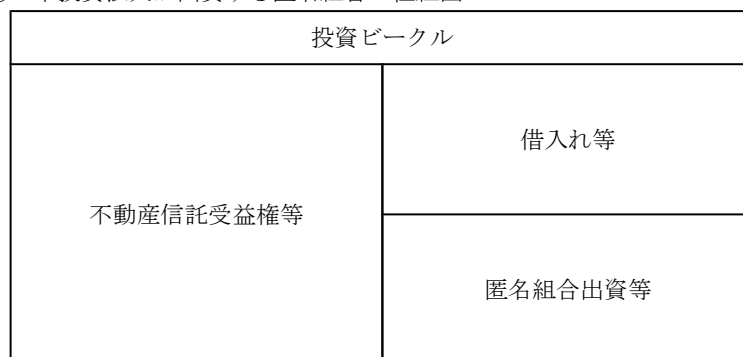 投資ビークル
借入れ等
不動産信託受益権等
匿名組合出資等